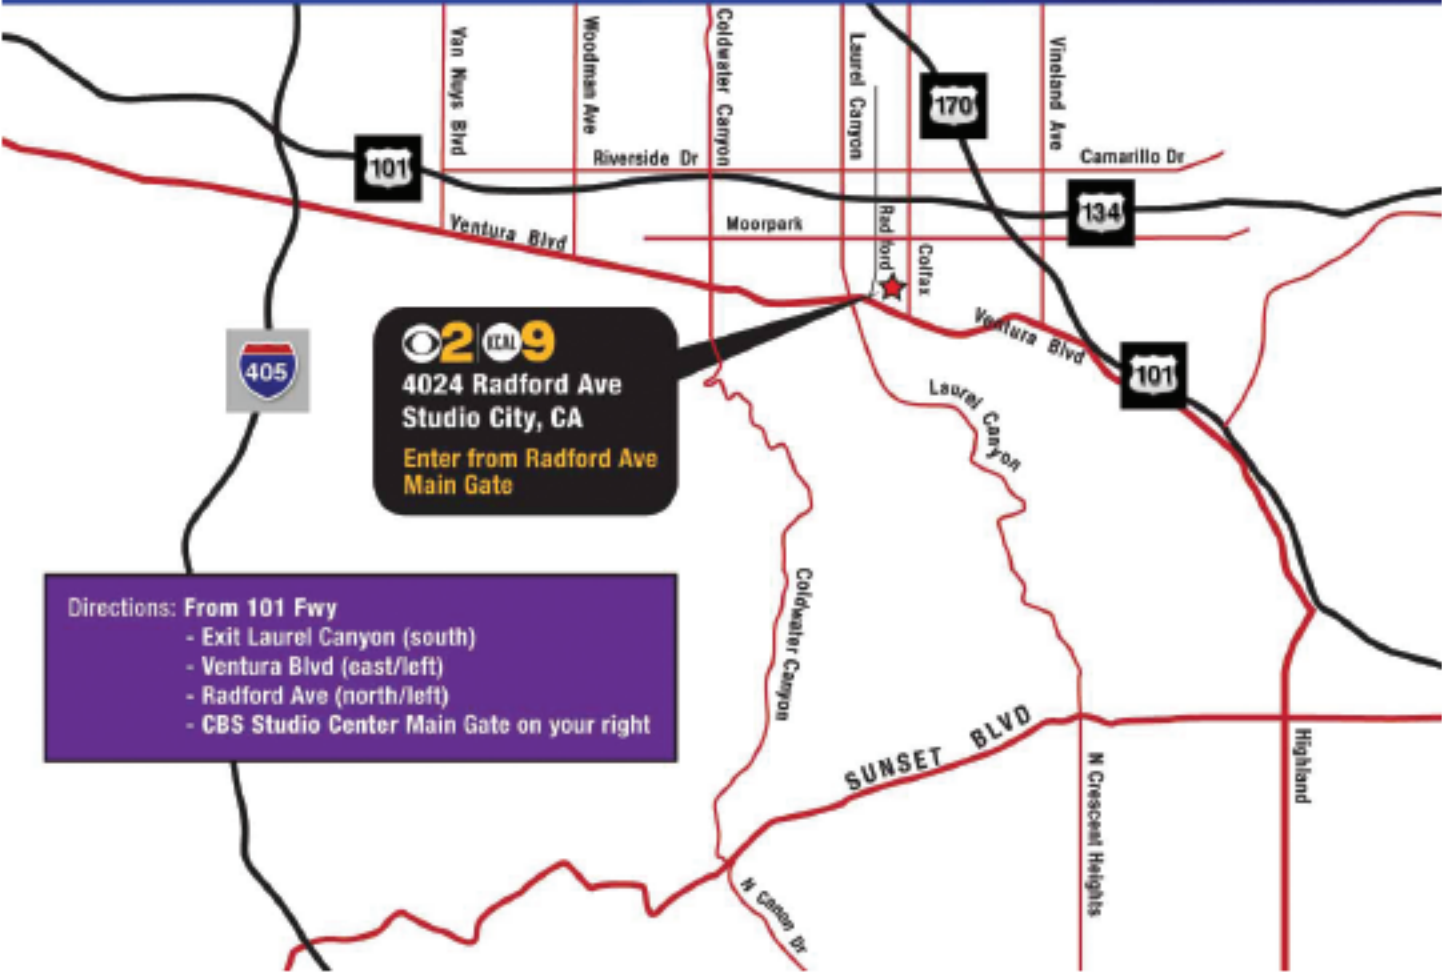 Van Nuys Blvd
Woodman Ave
Coldwater Canyon
Laurel Canyon
170
Vineland Ave
101
Riverside Dr
Camarillo Dr
134
Radford
Ventura Blvd
Moorpark
Colfax
2 KCAL 9
4024 Radford Ave
Studio City, CA
Enter from Radford Ave
Main Gate
405
Ventura Blvd
101
Laurel Canyon
Directions: From 101 Fwy
- Exit Laurel Canyon (south)
- Ventura Blvd (east/left)
- Radford Ave (north/left)
- CBS Studio Center Main Gate on your right
Coldwater Canyon
SUNSET BLVD
Highland
N Crescent Heights
N Canon Dr